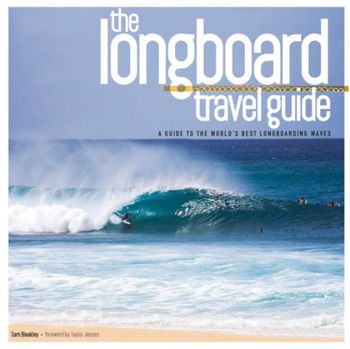 the
longboard
travel guide
A GUIDE TO THE WORLD'S BEST LONGBOARDING WAVES
Sam Bleakley • foreword by Taylor Jensen